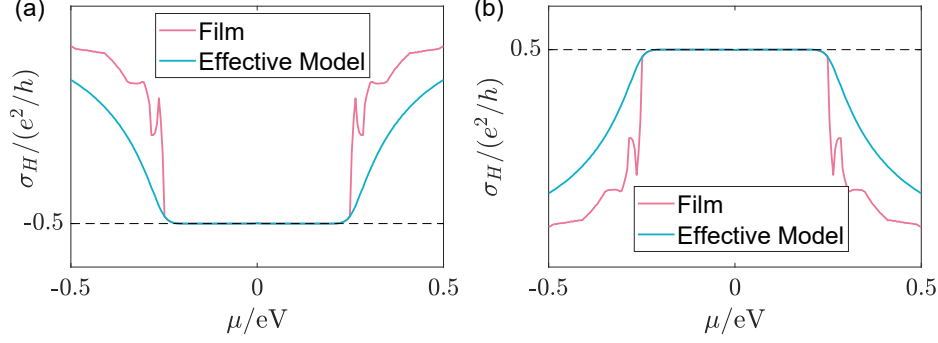 (a)
Film
Effective Model
σ_H/(e²/h)
-0.5
-0.5
0
0.5
μ/eV
(b)
0.5
σ_H/(e²/h)
Film
Effective Model
-0.5
0
0.5
μ/eV